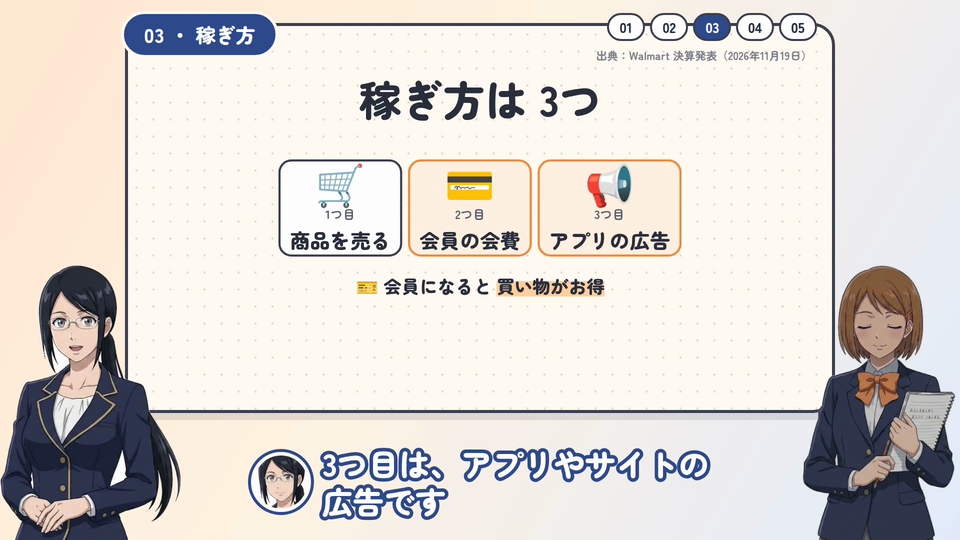 03 ・ 稼ぎ方
01 02 03 04 05
出典：Walmart 決算発表（2026年11月19日）
稼ぎ方は 3つ
1つ目
商品を売る
2つ目
会員の会費
3つ目
アプリの広告
会員になると 買い物がお得
3つ目は、アプリやサイトの
広告です